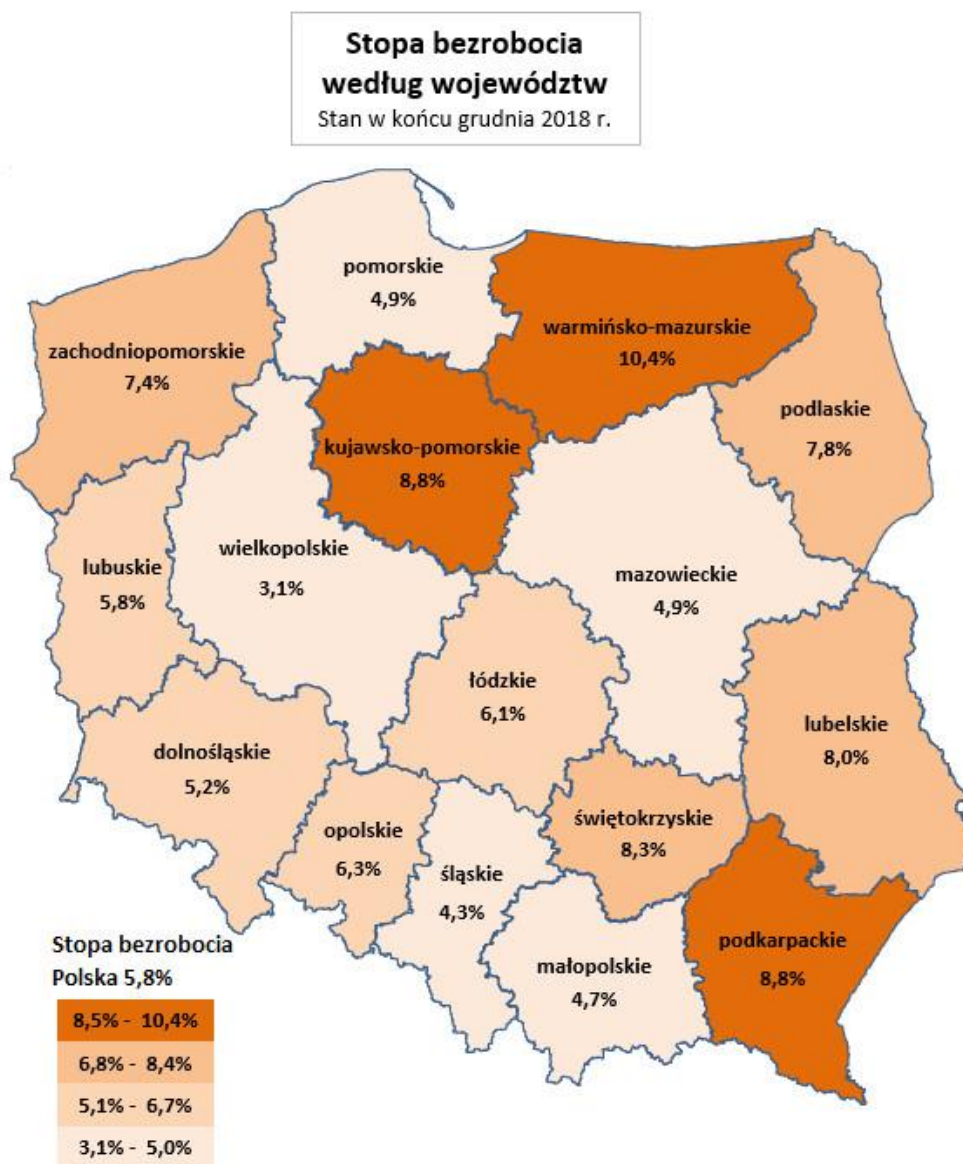 Stopa bezrobocia
według województw
Stan w końcu grudnia 2018 r.
pomorskie
4,9%
warmińsko-mazurskie
10,4%
zachodniopomorskie
7,4%
podlaskie
7,8%
kujawsko-pomorskie
8,8%
wielkopolskie
3,1%
lubuskie
5,8%
mazowieckie
4,9%
łódzkie
6,1%
lubelskie
8,0%
dolnośląskie
5,2%
opolskie
6,3%
świętokrzyskie
8,3%
śląskie
4,3%
podkarpackie
8,8%
małopolskie
4,7%
Stopa bezrobocia
Polska 5,8%
8,5% - 10,4%
6,8% - 8,4%
5,1% - 6,7%
3,1% - 5,0%